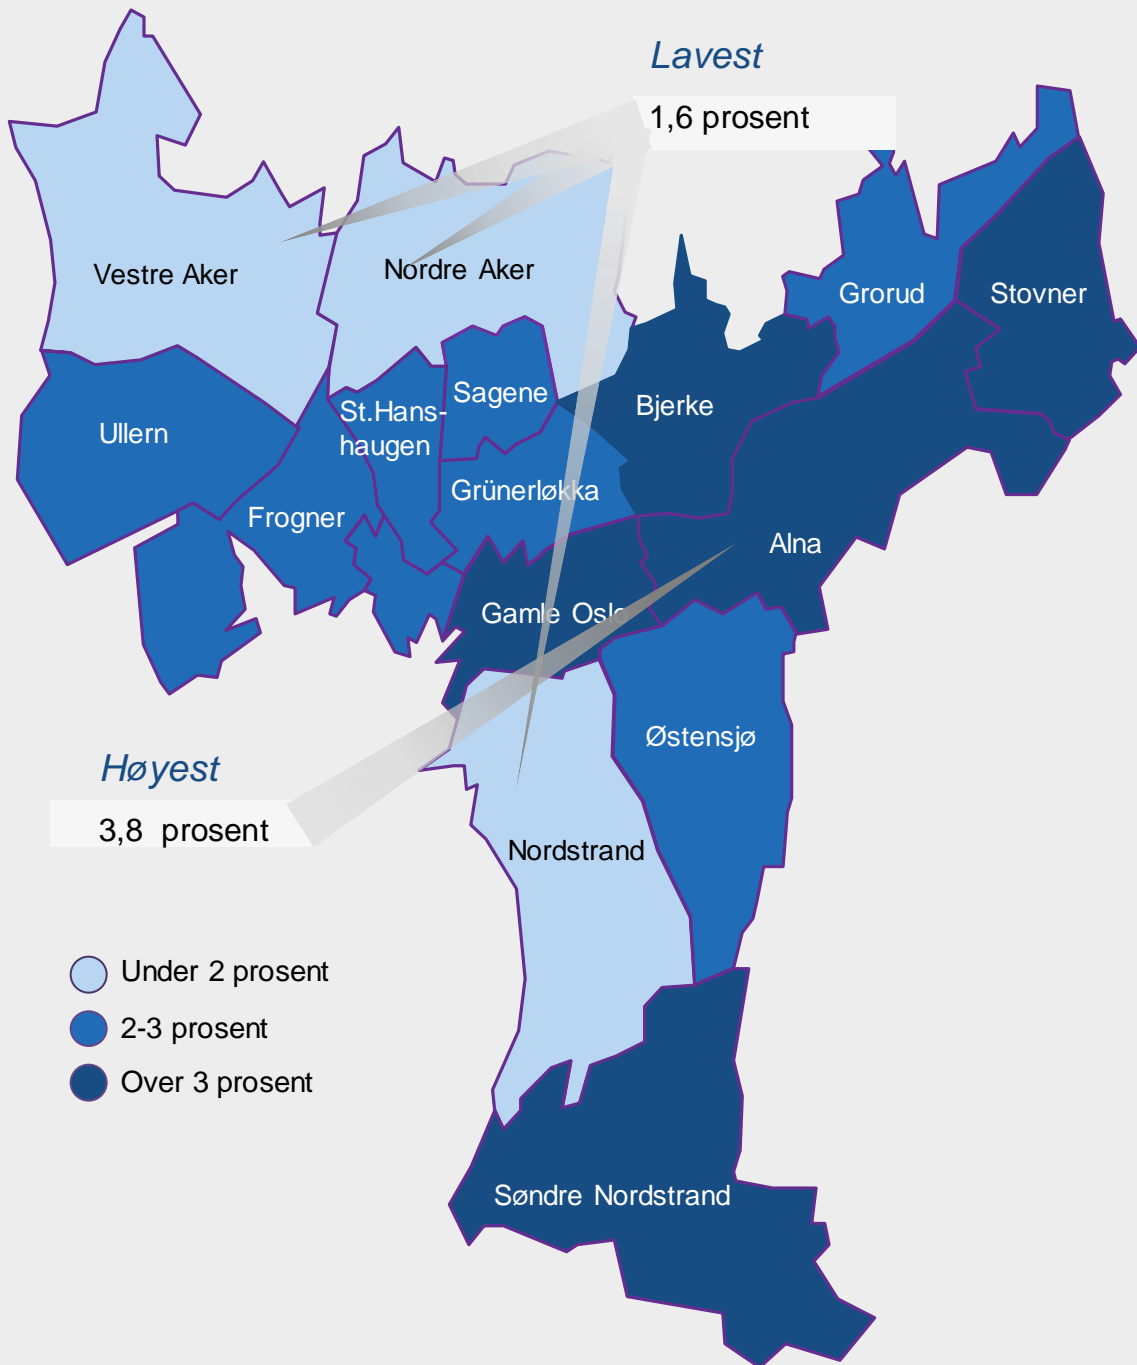 Lavest
1,6 prosent
Vestre Aker
Nordre Aker
Grorud
Stovner
Sagene
St.Hans-
haugen
Bjerke
Ullern
Grünerløkka
Frogner
Alna
Gamle Oslo
Østensjø
Høyest
3,8 prosent
Nordstrand
Under 2 prosent
2-3 prosent
Over 3 prosent
Søndre Nordstrand